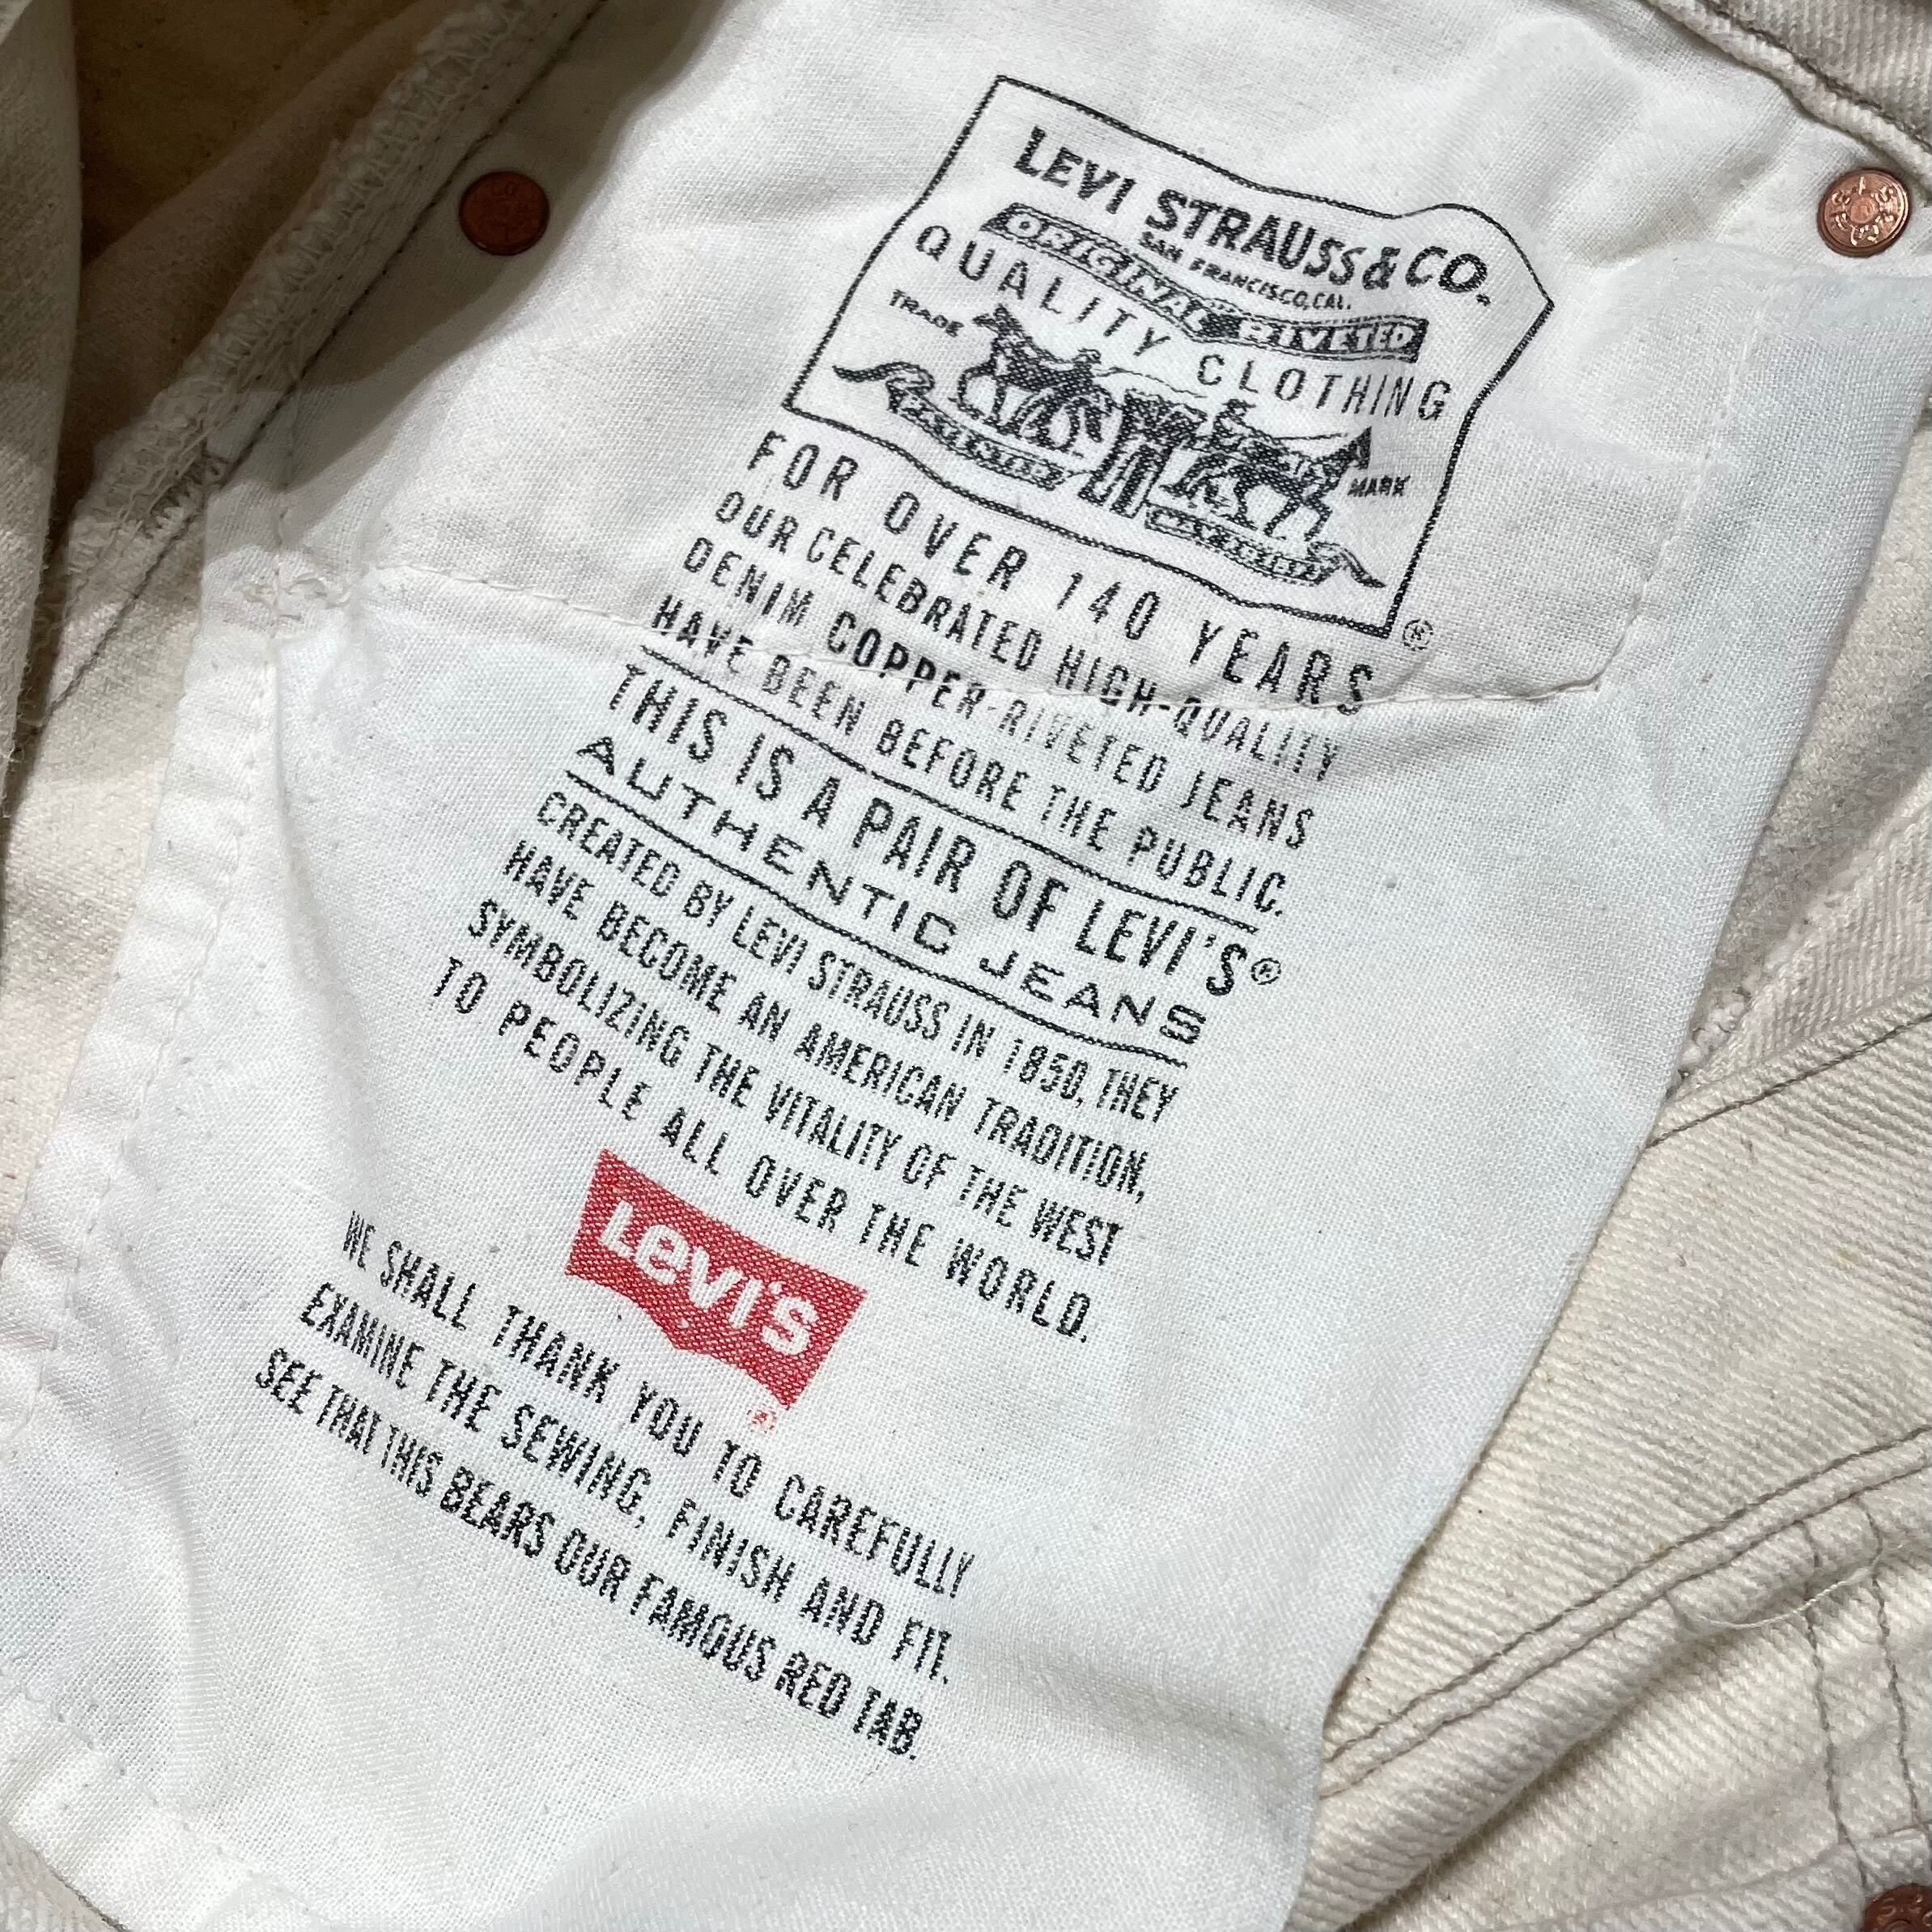 LEVI STRAUSS & CO.
SAN FRANCISCO, CAL.
ORIGINAL RIVETED
QUALITY CLOTHING
TRADE
MARK
PATENTED
MAY 20 1873
®
FOR OVER 140 YEARS
OUR CELEBRATED HIGH-QUALITY
DENIM COPPER-RIVETED JEANS
HAVE BEEN BEFORE THE PUBLIC.
THIS IS A PAIR OF LEVI'S®
AUTHENTIC JEANS
CREATED BY LEVI STRAUSS IN 1850, THEY
HAVE BECOME AN AMERICAN TRADITION,
SYMBOLIZING THE VITALITY OF THE WEST
TO PEOPLE ALL OVER THE WORLD.
LeVI'S
®
WE SHALL THANK YOU TO CAREFULLY
EXAMINE THE SEWING, FINISH AND FIT.
SEE THAT THIS BEARS OUR FAMOUS RED TAB.